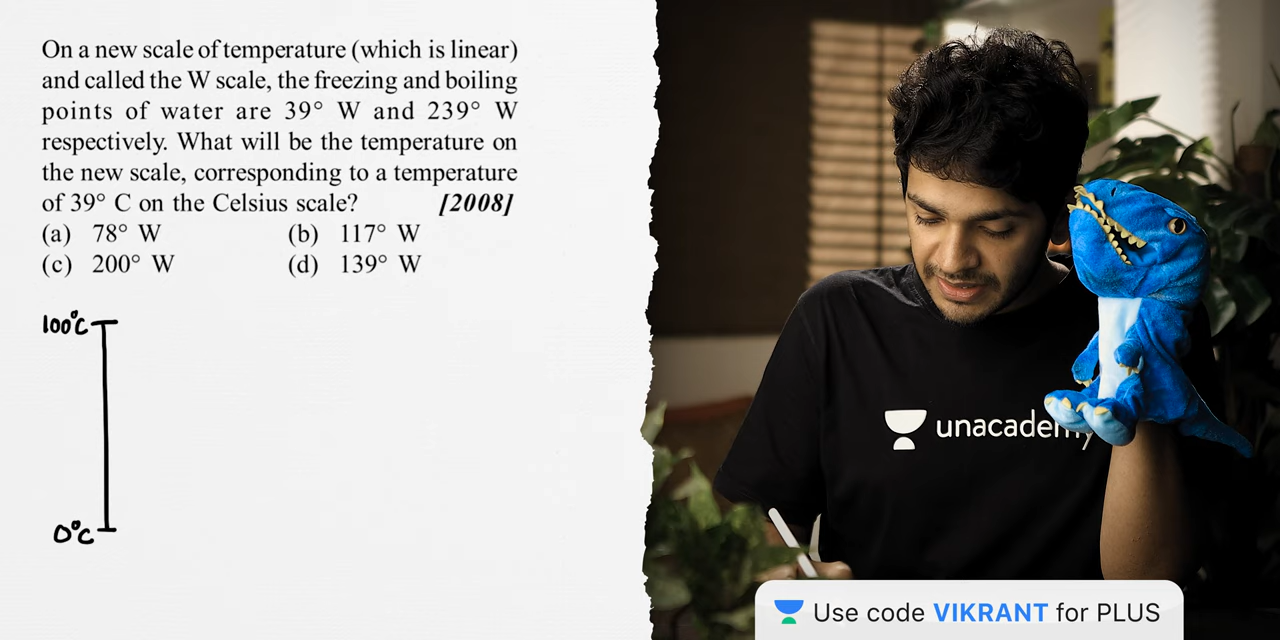 On a new scale of temperature (which is linear)
and called the W scale, the freezing and boiling
points of water are 39° W and 239° W
respectively. What will be the temperature on
the new scale, corresponding to a temperature
of 39° C on the Celsius scale? [2008]
(a) 78° W (b) 117° W
(c) 200° W (d) 139° W
100°C
0°C
unacademy
Use code VIKRANT for PLUS